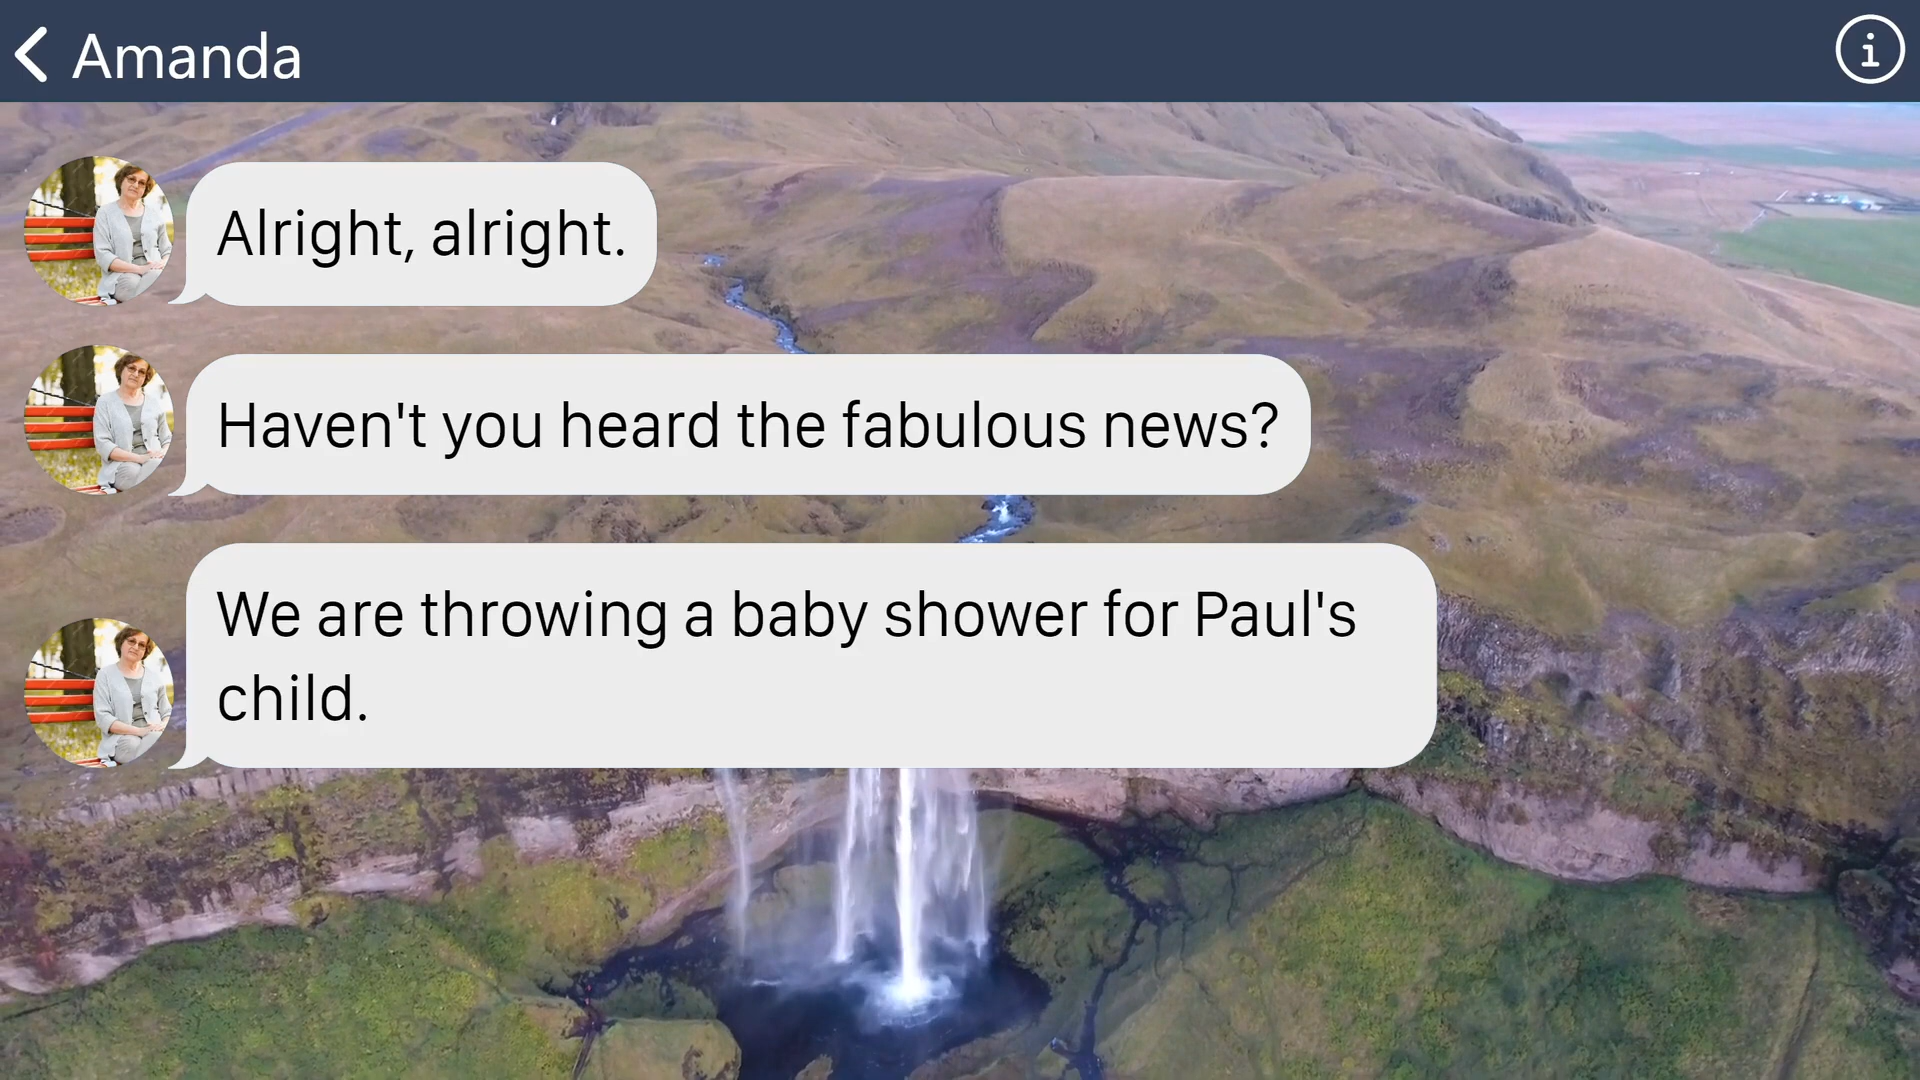 Amanda
Alright, alright.
Haven't you heard the fabulous news?
We are throwing a baby shower for Paul's
child.